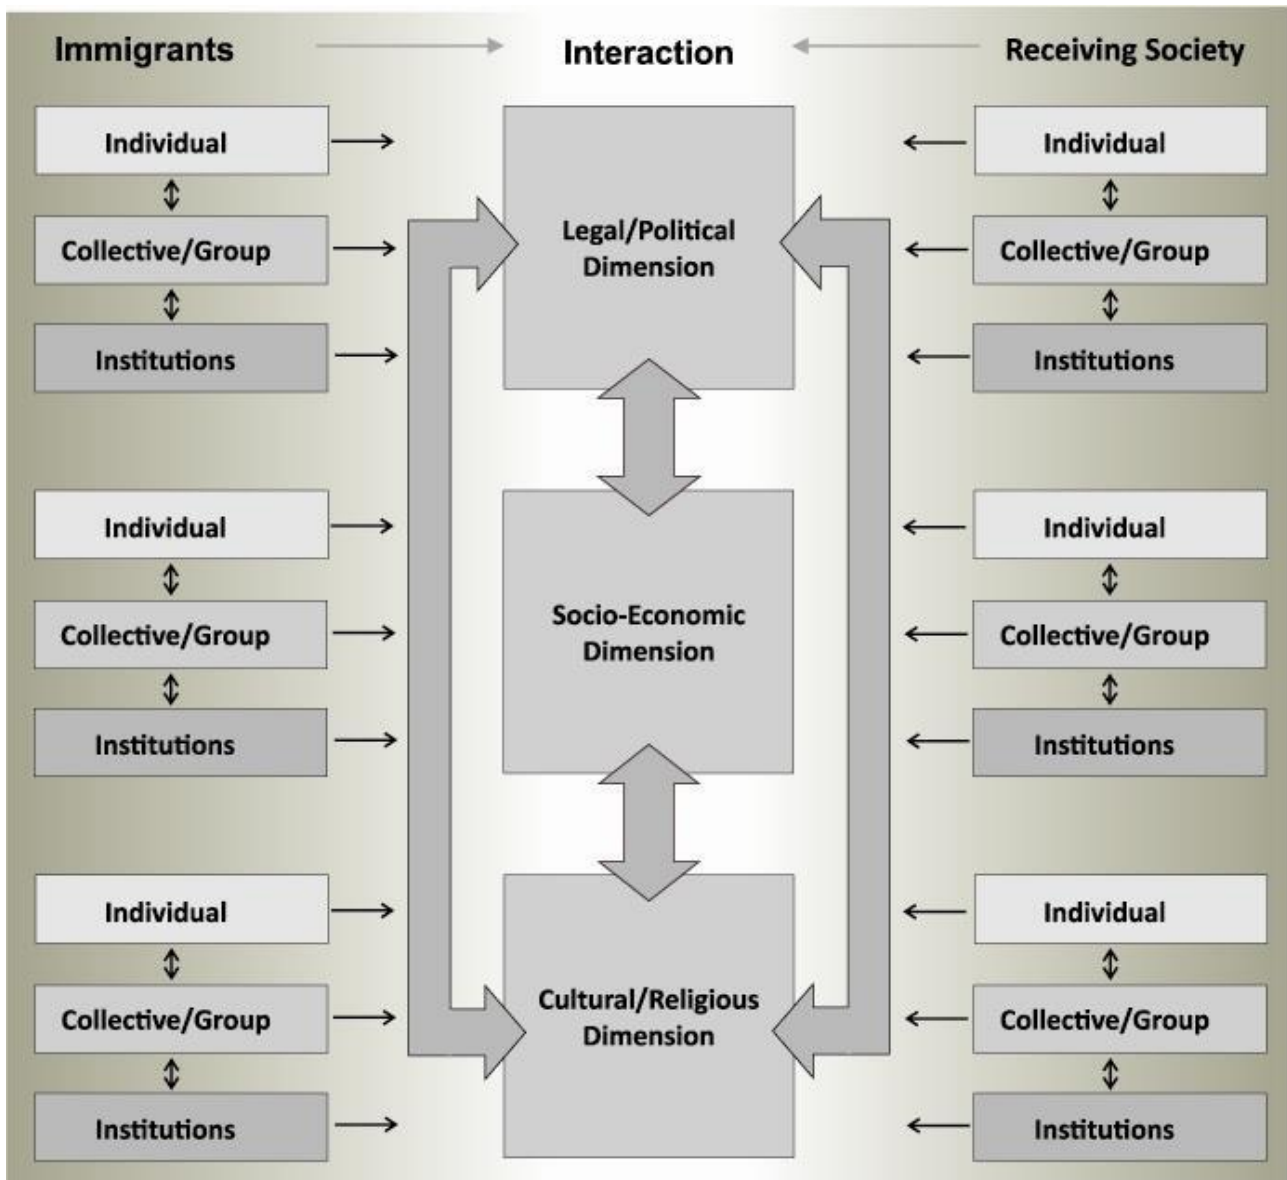 Immigrants
Interaction
Receiving Society
Individual
Collective/Group
Institutions
Legal/Political
Dimension
Individual
Collective/Group
Institutions
Individual
Collective/Group
Institutions
Socio-Economic
Dimension
Individual
Collective/Group
Institutions
Individual
Collective/Group
Institutions
Cultural/Religious
Dimension
Individual
Collective/Group
Institutions